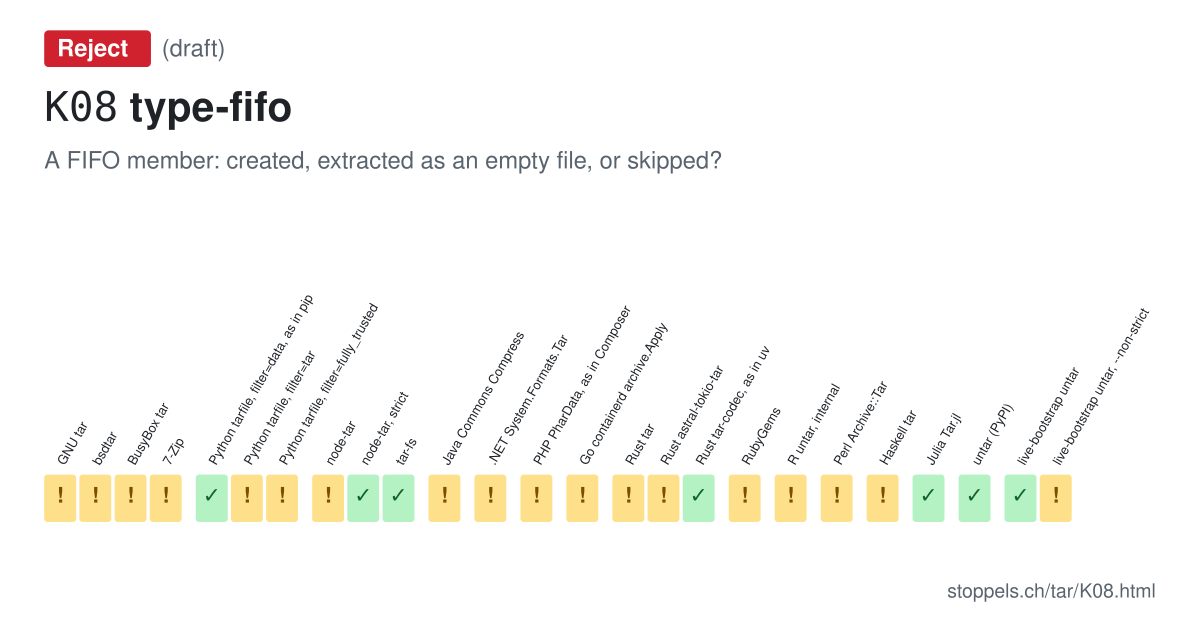 Reject (draft)
K08 type-fifo
A FIFO member: created, extracted as an empty file, or skipped?
GNU tar
bsdtar
BusyBox tar
7-Zip
Python tarfile, filter=data, as in pip
Python tarfile, filter=tar
Python tarfile, filter=fully_trusted
node-tar
node-tar, strict
tar-fs
Java Commons Compress
.NET System.Formats.Tar
PHP PharData, as in Composer
Go containerd archive.Apply
Rust tar
Rust astral-tokio-tar
Rust tar-codec, as in uv
RubyGems
R untar, internal
Perl Archive::Tar
Haskell tar
Julia Tar.jl
untar (PyPI)
live-bootstrap untar
live-bootstrap untar, --non-strict
! ! ! ! ✓ ! ! ! ✓ ✓ ! ! ! ! ! ! ✓ ! ! ! ! ✓ ✓ ✓ !
stoppels.ch/tar/K08.html